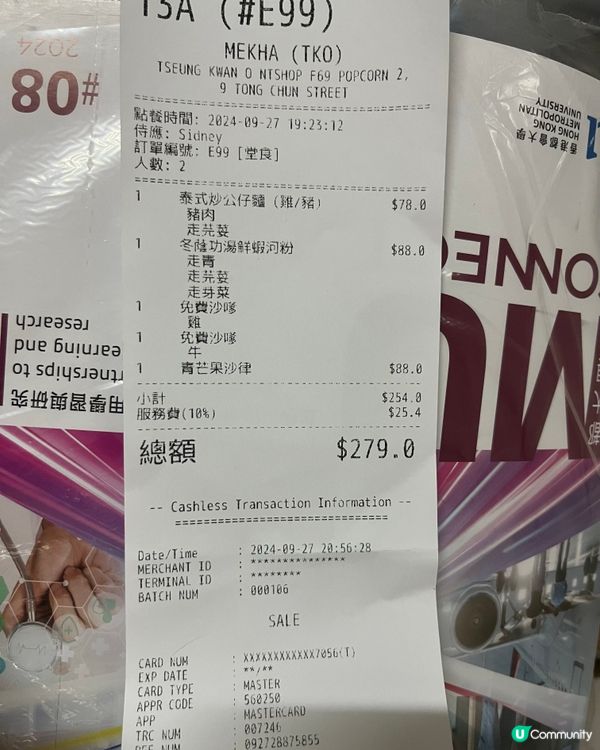 15A (#E99)
MEKHA (TKO)
TSEUNG KWAN O NTSHOP F69 POPCORN 2,
9 TONG CHUN STREET
點餐時間: 2024-09-27 19:23:12
侍應: Sidney
訂單編號: E99 [堂食]
人數: 2
1 泰式炒公仔麵 (雞/豬) $78.0
豬肉
走芫荽
1 冬蔭功湯鮮蝦河粉 $88.0
走青
走芫荽
走芽菜
1 免費沙嗲
雞
1 免費沙嗲
牛
1 青芒果沙律 $88.0
小計 $254.0
服務費(10%) $25.4
總額 $279.0
-- Cashless Transaction Information --
Date/Time : 2024-09-27 20:56:28
MERCHANT ID : ***************
TERMINAL ID : ********
BATCH NUM : 000106
SALE
CARD NUM : XXXXXXXXXXXX7056(T)
EXP DATE : **/**
CARD TYPE : MASTER
APPR CODE : 560250
APP : MASTERCARD
TRC NUM : 007246
REF NUM : 092728875855
#08
2024
用學習與研究
rtnerships to
earning and
research
香港都會大學
HONG KONG
METROPOLITAN
UNIVERSITY
CONNEC
MU
U Community